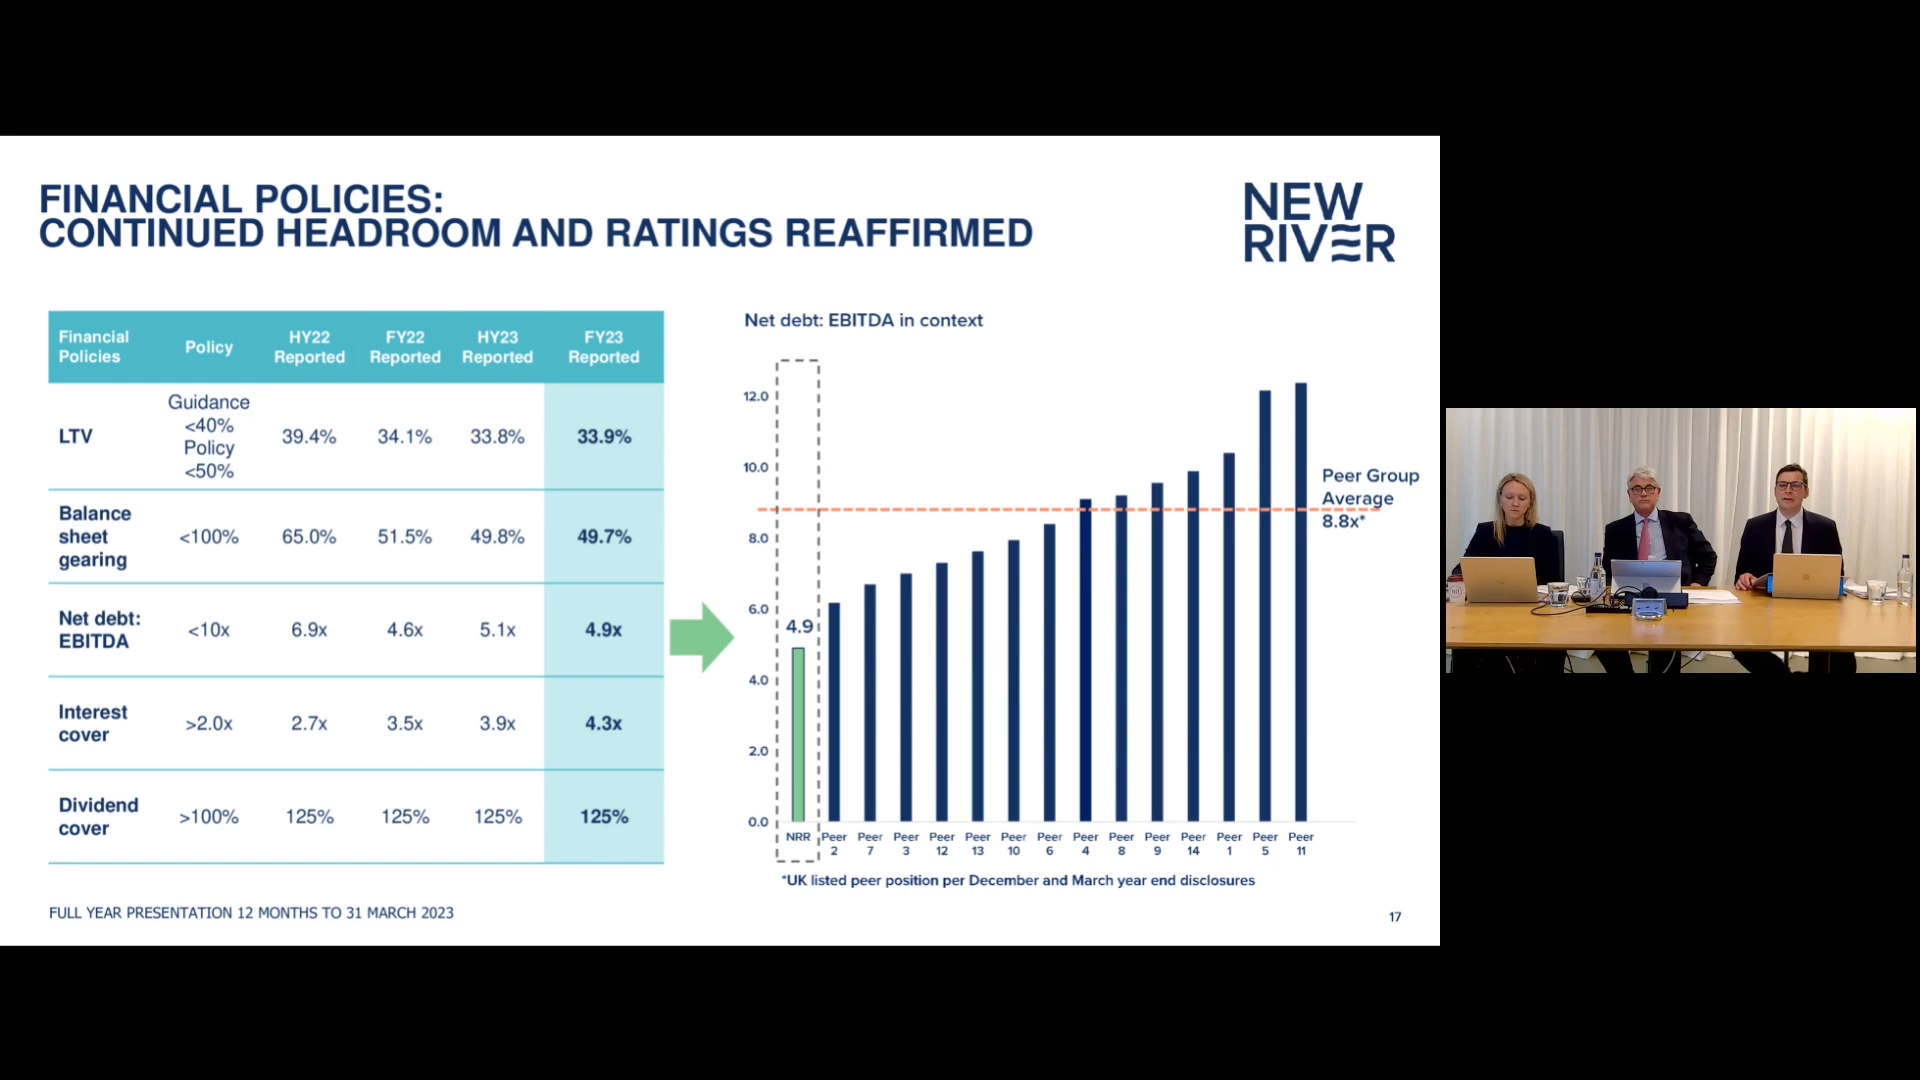 FINANCIAL POLICIES:
CONTINUED HEADROOM AND RATINGS REAFFIRMED
NEW
RIVER
Financial Policies Policy HY22 Reported FY22 Reported HY23 Reported FY23 Reported
LTV Guidance <40% Policy <50% 39.4% 34.1% 33.8% 33.9%
Balance sheet gearing <100% 65.0% 51.5% 49.8% 49.7%
Net debt: EBITDA <10x 6.9x 4.6x 5.1x 4.9x
Interest cover >2.0x 2.7x 3.5x 3.9x 4.3x
Dividend cover >100% 125% 125% 125% 125%
Net debt: EBITDA in context
12.0
10.0
8.0
6.0
4.0
2.0
0.0
4.9
Peer Group
Average
8.8x*
NRR Peer 2 Peer 7 Peer 3 Peer 12 Peer 13 Peer 10 Peer 6 Peer 4 Peer 8 Peer 9 Peer 14 Peer 1 Peer 5 Peer 11
*UK listed peer position per December and March year end disclosures
FULL YEAR PRESENTATION 12 MONTHS TO 31 MARCH 2023
17